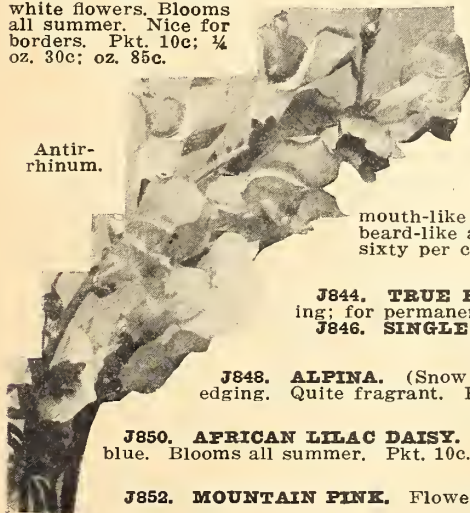 white flowers. Blooms
all summer. Nice for
borders. Pkt. 10c; ¼
oz. 30c; oz. 85c.
Antir-
rhinum.
mouth-like
beard-like
sixty per
J844. TRUE
ing; for
J846. SINGLE
J848. ALPINA. (Snow
edging. Quite fragrant.
J850. AFRICAN LILAC DAISY.
blue. Blooms all summer. Pkt. 10c.
J852. MOUNTAIN PINK.